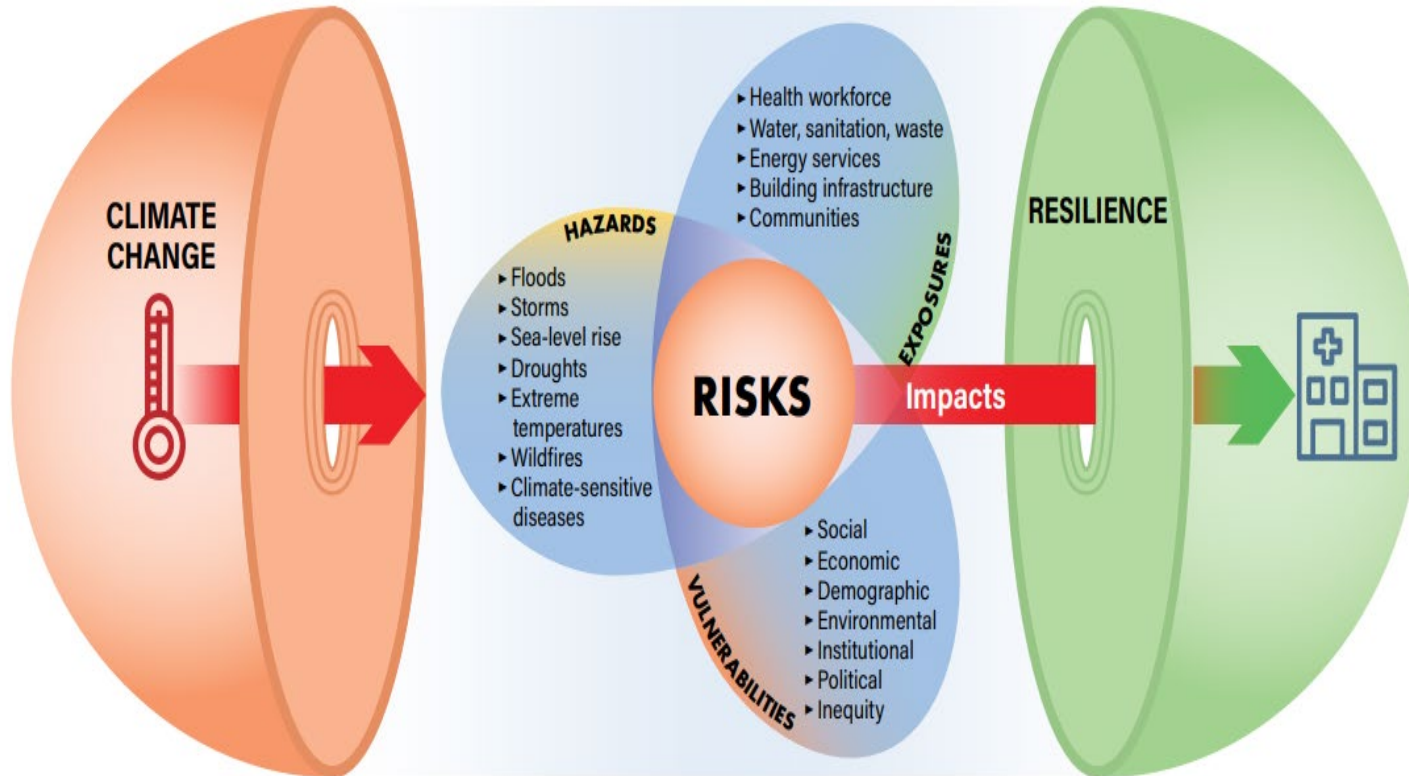 CLIMATE
CHANGE
HAZARDS
▸ Floods
▸ Storms
▸ Sea-level rise
▸ Droughts
▸ Extreme
temperatures
▸ Wildfires
▸ Climate-sensitive
diseases
▸ Health workforce
▸ Water, sanitation, waste
▸ Energy services
▸ Building infrastructure
▸ Communities
EXPOSURES
RISKS
Impacts
▸ Social
▸ Economic
▸ Demographic
▸ Environmental
▸ Institutional
▸ Political
▸ Inequity
VULNERABILITIES
RESILIENCE